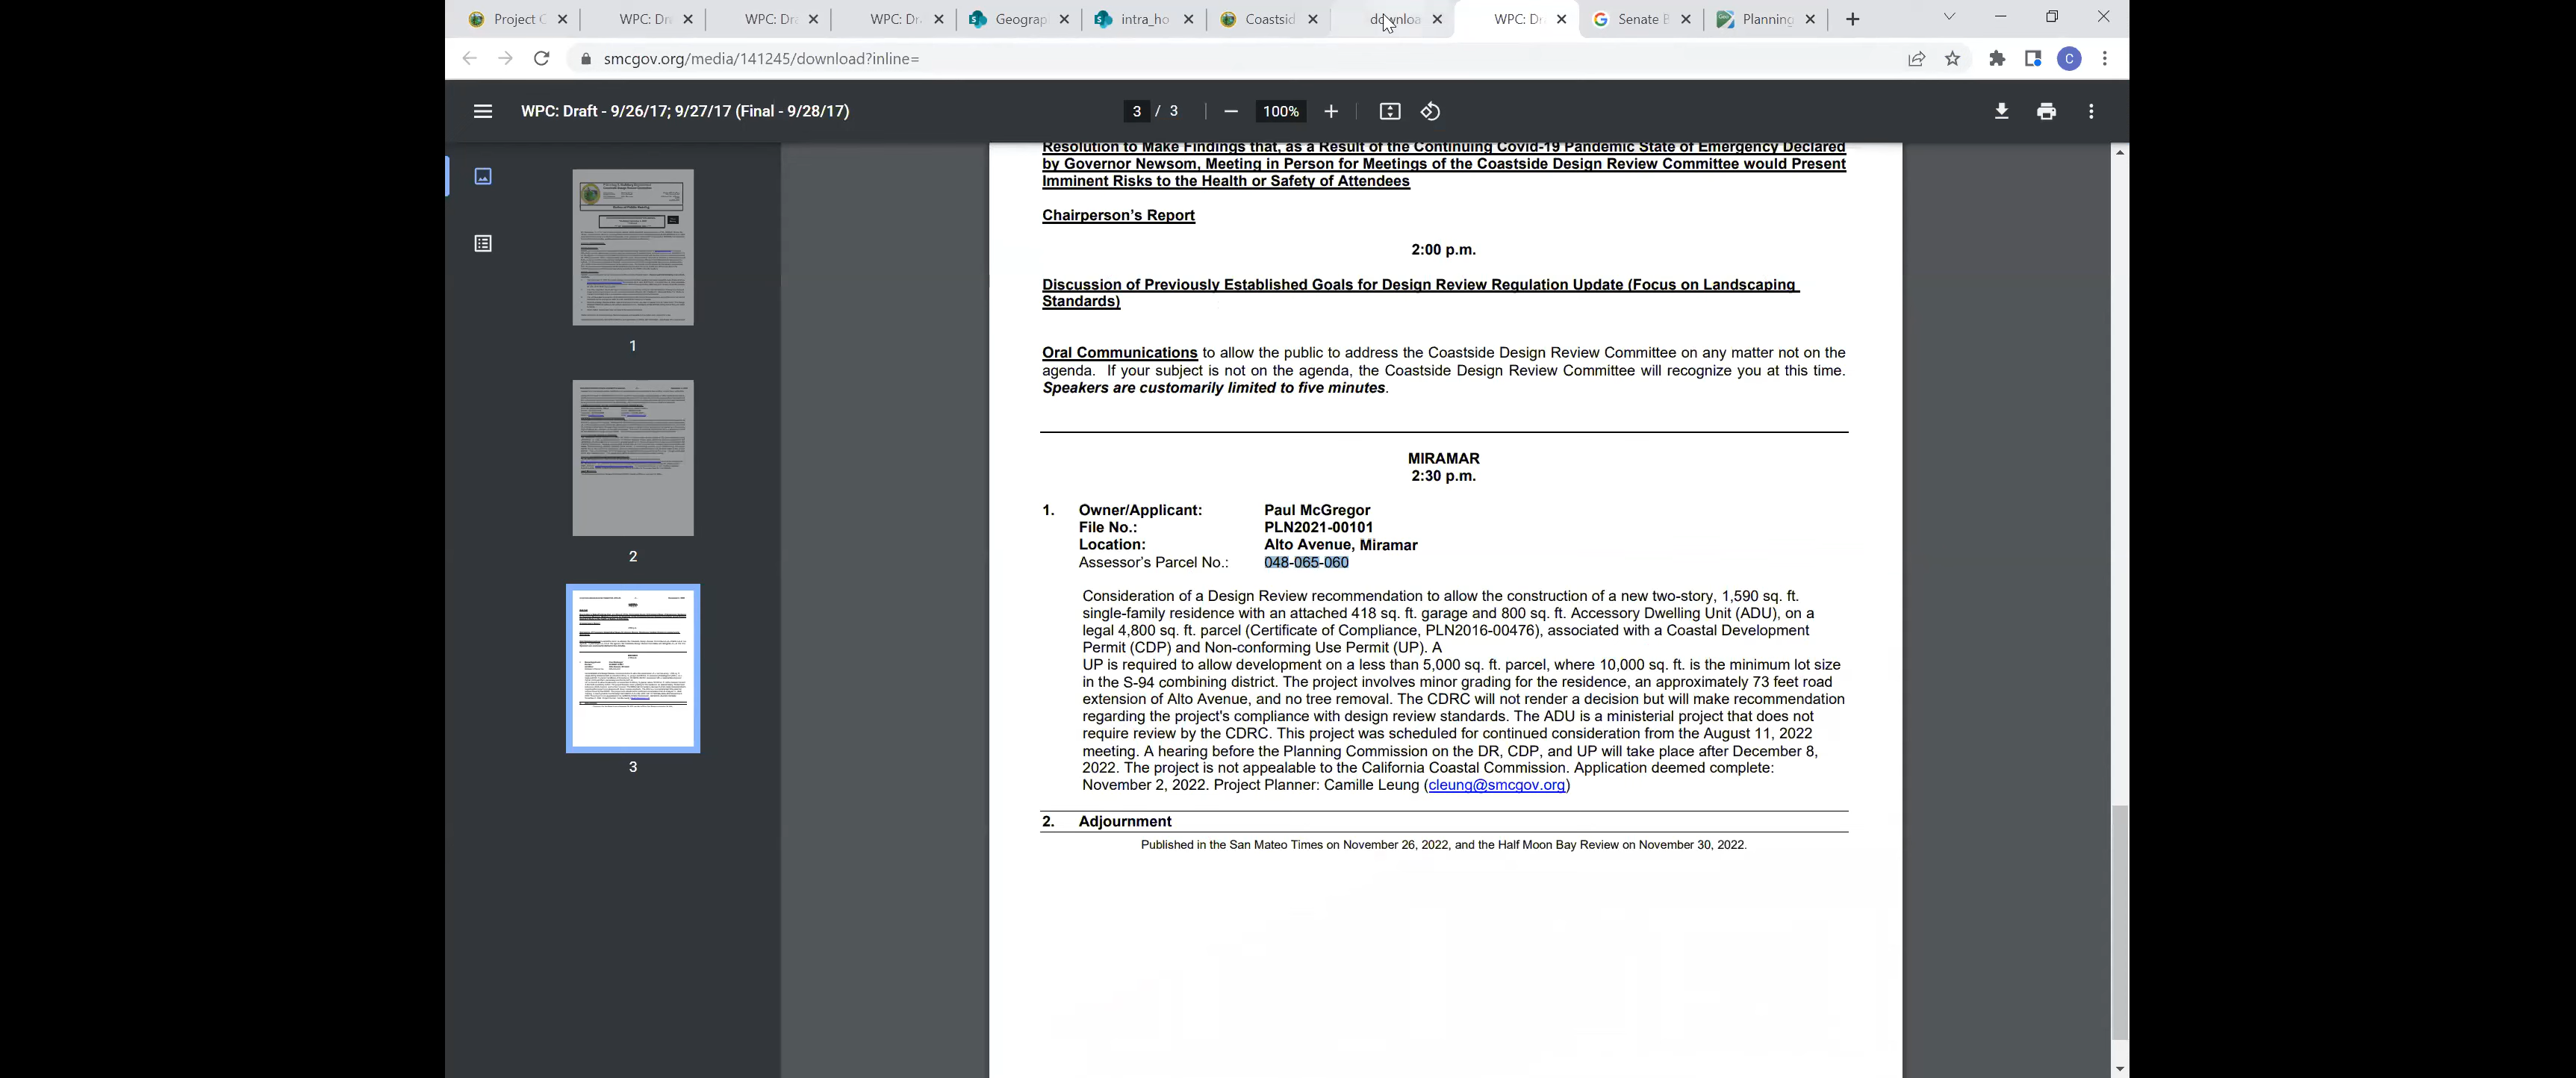 Project C
WPC: Dr
WPC: Dra
WPC: Dr
Geograp
intra_ho
Coastsid
downloa
WPC: Dr
Senate B
Planning
smcgov.org/media/141245/download?inline=
C
WPC: Draft - 9/26/17; 9/27/17 (Final - 9/28/17)
3 / 3
100%
1
2
3
Resolution to Make Findings that, as a Result of the Continuing Covid-19 Pandemic State of Emergency Declared
by Governor Newsom, Meeting in Person for Meetings of the Coastside Design Review Committee would Present
Imminent Risks to the Health or Safety of Attendees
Chairperson's Report
2:00 p.m.
Discussion of Previously Established Goals for Design Review Regulation Update (Focus on Landscaping
Standards)
Oral Communications to allow the public to address the Coastside Design Review Committee on any matter not on the
agenda. If your subject is not on the agenda, the Coastside Design Review Committee will recognize you at this time.
Speakers are customarily limited to five minutes.
MIRAMAR
2:30 p.m.
1. Owner/Applicant: Paul McGregor
File No.: PLN2021-00101
Location: Alto Avenue, Miramar
Assessor's Parcel No.: 048-065-060
Consideration of a Design Review recommendation to allow the construction of a new two-story, 1,590 sq. ft.
single-family residence with an attached 418 sq. ft. garage and 800 sq. ft. Accessory Dwelling Unit (ADU), on a
legal 4,800 sq. ft. parcel (Certificate of Compliance, PLN2016-00476), associated with a Coastal Development
Permit (CDP) and Non-conforming Use Permit (UP). A
UP is required to allow development on a less than 5,000 sq. ft. parcel, where 10,000 sq. ft. is the minimum lot size
in the S-94 combining district. The project involves minor grading for the residence, an approximately 73 feet road
extension of Alto Avenue, and no tree removal. The CDRC will not render a decision but will make recommendation
regarding the project's compliance with design review standards. The ADU is a ministerial project that does not
require review by the CDRC. This project was scheduled for continued consideration from the August 11, 2022
meeting. A hearing before the Planning Commission on the DR, CDP, and UP will take place after December 8,
2022. The project is not appealable to the California Coastal Commission. Application deemed complete:
November 2, 2022. Project Planner: Camille Leung (cleung@smcgov.org)
2. Adjournment
Published in the San Mateo Times on November 26, 2022, and the Half Moon Bay Review on November 30, 2022.